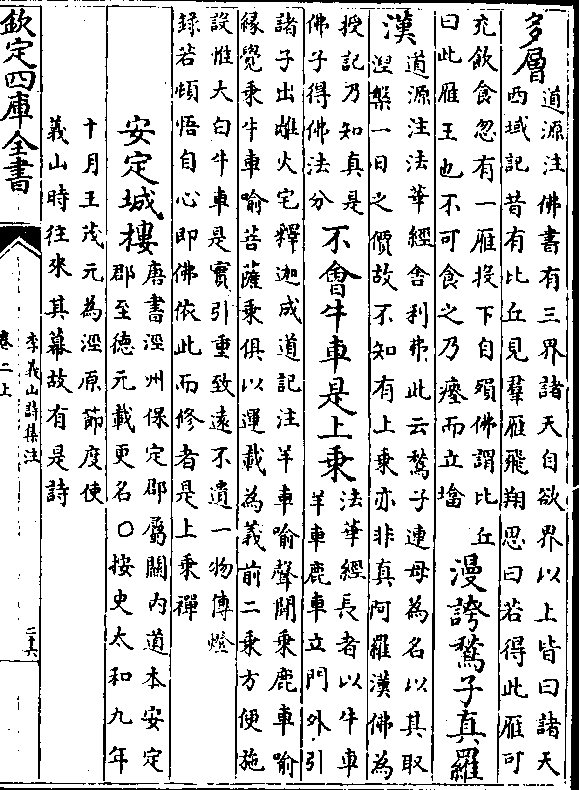 多層道源注佛書有三界諸天自欲界以上皆曰諸天
西域記昔有比丘見羣雁飛翔思曰若得此雁可
充飲食忽有一雁投下自殞佛謂比丘
曰此雁王也不可食之乃瘞而立墖
漫誇鶖子真羅
漢道源注法華經舍利弗此云鶖子連母為名以其取
涅槃一日之價故不知有上乘亦非真阿羅漢佛為
授記乃知真是
佛子得佛法分
不會牛車是上乘
法華經長者以牛車
羊車鹿車立門外引
諸子出離火宅釋迦成道記注羊車喻聲聞乘鹿車喻
緣覺乘牛車喻菩薩乘俱以運載為義前二乘方便施
設惟大白牛車是實引重致遠不遺一物傳燈
錄若頓悟自心即佛依此而修者是上乘禪
安定城樓
唐書涇州保定郡屬關內道本安定
郡至德元載更名○按史太和九年
十月王茂元為涇原節度使
義山時往來其幕故有是詩
欽定四庫全書
李義山詩集注
卷二上
二六